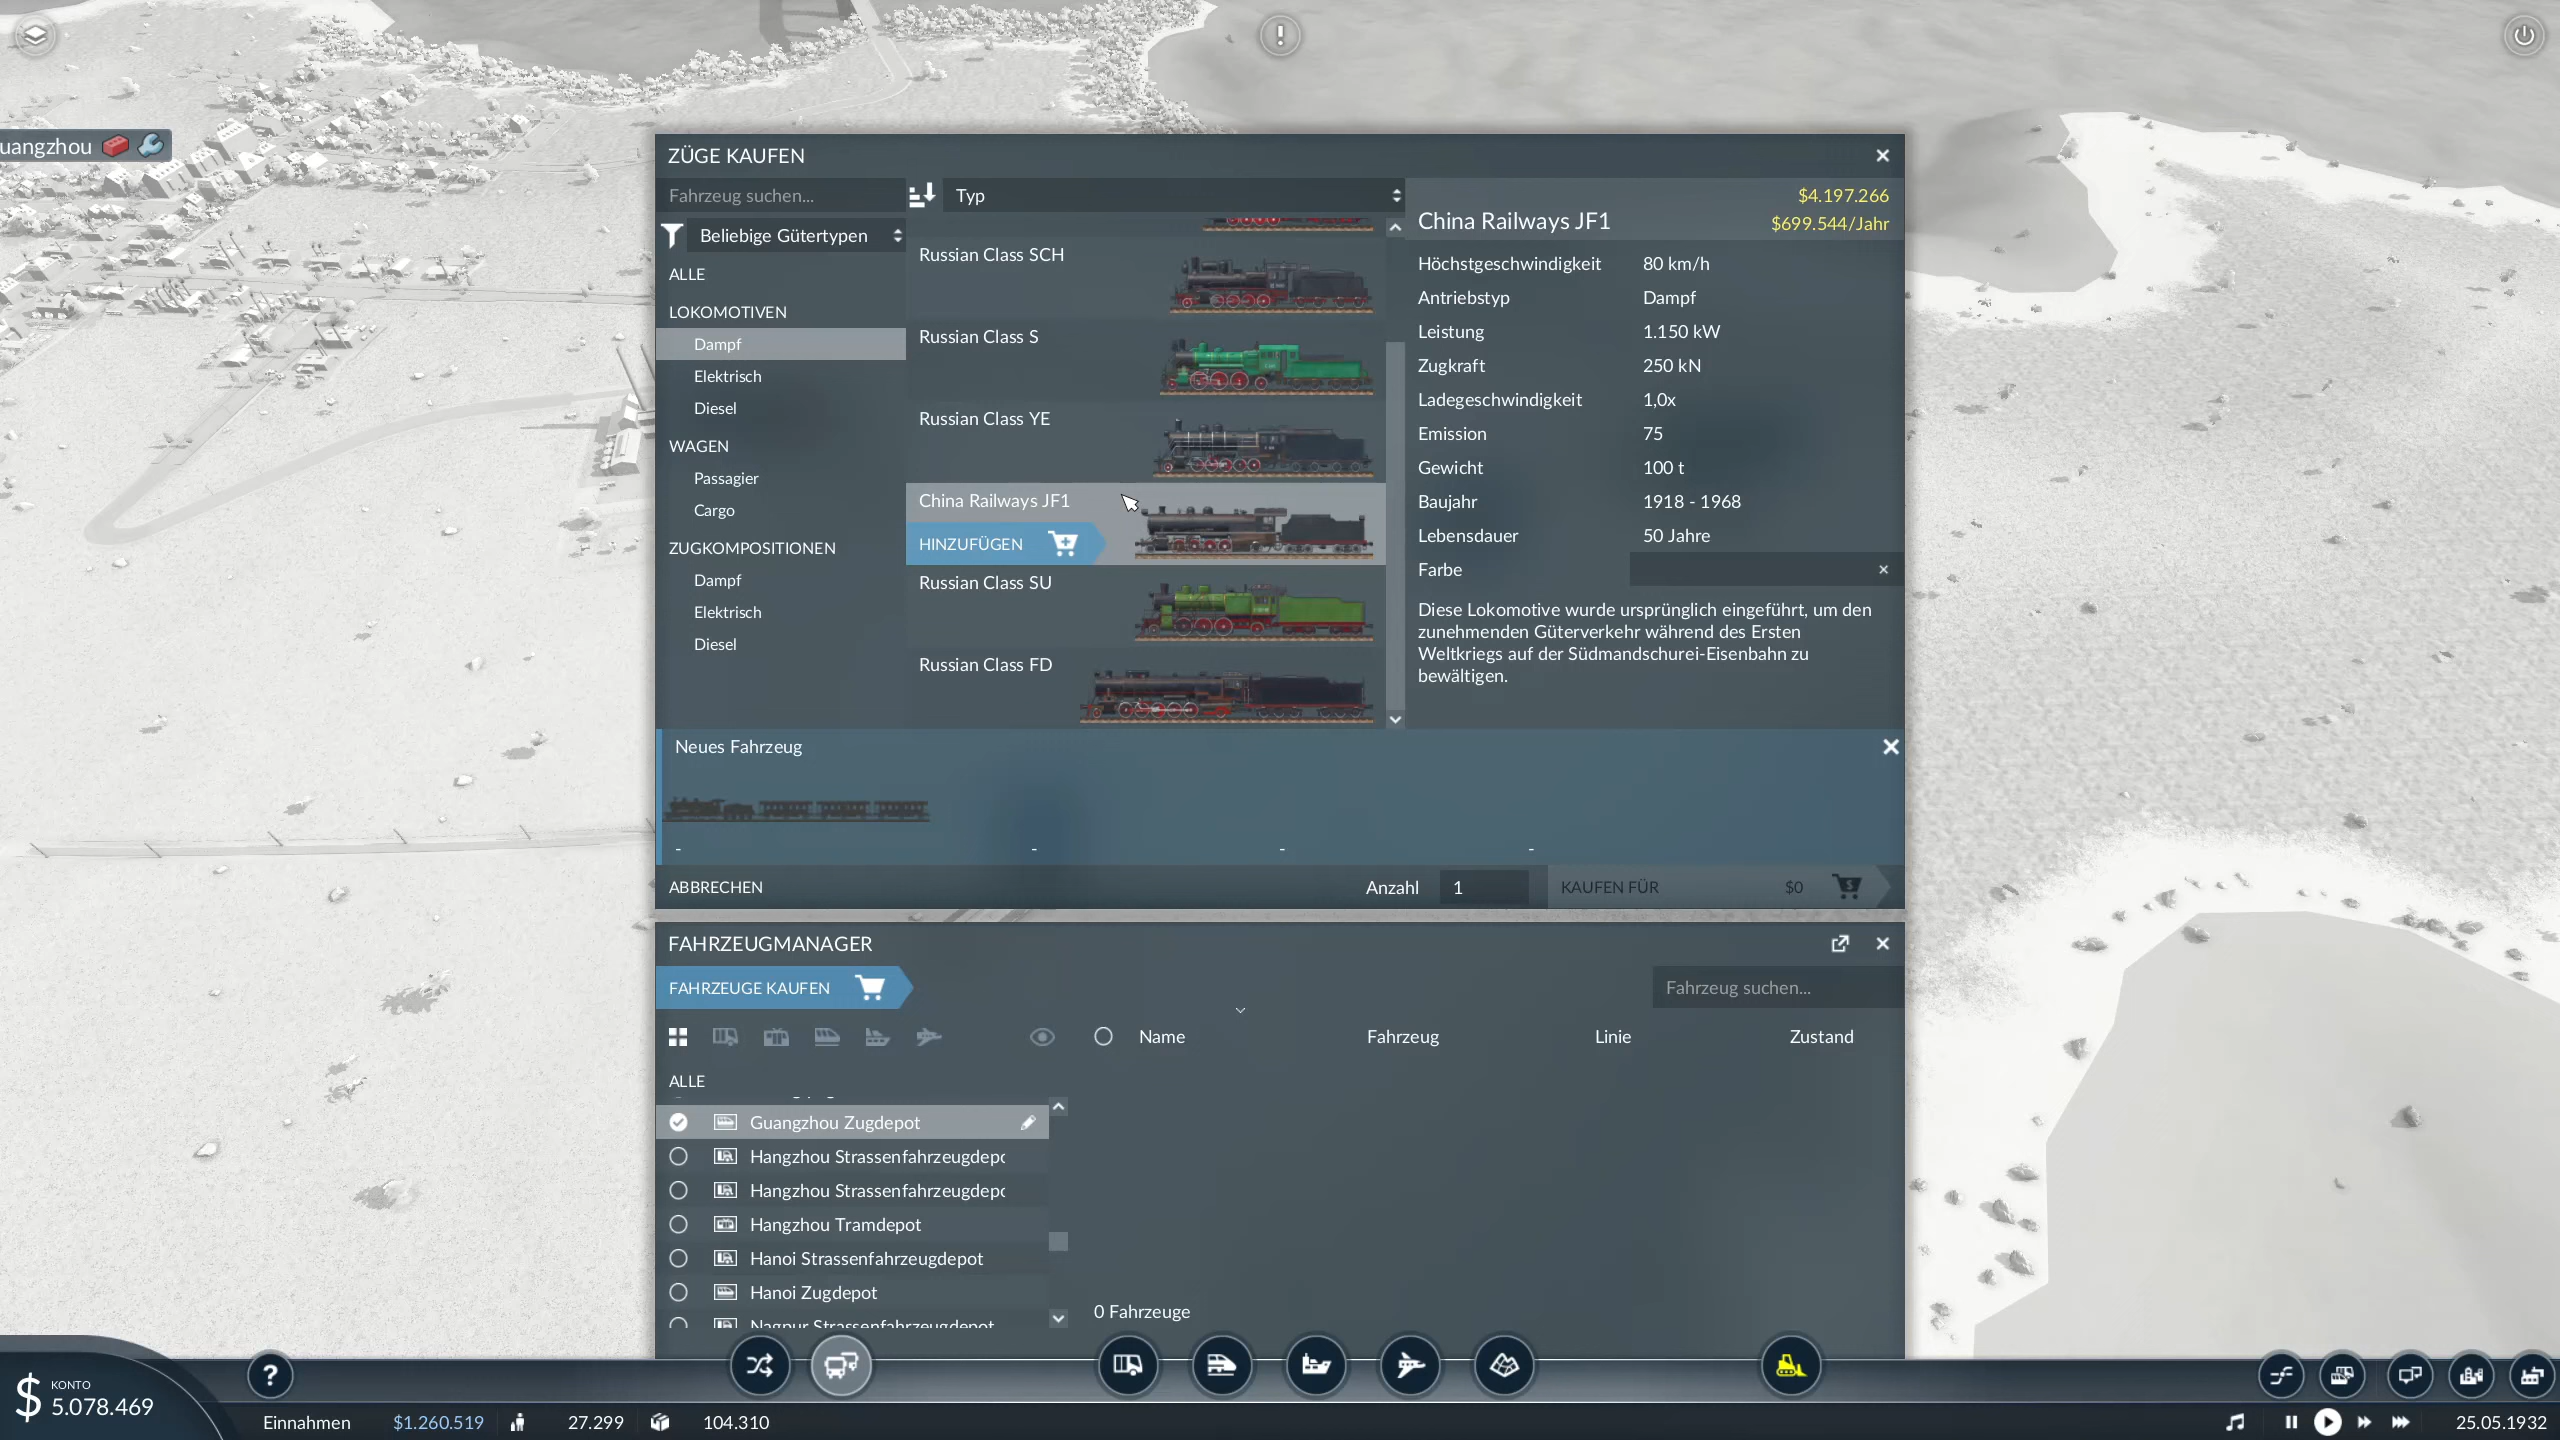 uangzhou
ZÜGE KAUFEN
Fahrzeug suchen...
Typ
Beliebige Gütertypen
ALLE
LOKOMOTIVEN
Dampf
Elektrisch
Diesel
WAGEN
Passagier
Cargo
ZUGKOMPOSITIONEN
Dampf
Elektrisch
Diesel
Russian Class SCH
Russian Class S
Russian Class YE
China Railways JF1
HINZUFÜGEN
Russian Class SU
Russian Class FD
$4.197.266
China Railways JF1
$699.544/Jahr
Höchstgeschwindigkeit 80 km/h
Antriebstyp Dampf
Leistung 1.150 kW
Zugkraft 250 kN
Ladegeschwindigkeit 1,0x
Emission 75
Gewicht 100 t
Baujahr 1918 - 1968
Lebensdauer 50 Jahre
Farbe
Diese Lokomotive wurde ursprünglich eingeführt, um den
zunehmenden Güterverkehr während des Ersten
Weltkriegs auf der Südmandschurei-Eisenbahn zu
bewältigen.
Neues Fahrzeug
- - - -
ABBRECHEN
Anzahl 1
KAUFEN FÜR $0
FAHRZEUGMANAGER
FAHRZEUGE KAUFEN
Fahrzeug suchen...
Name Fahrzeug Linie Zustand
ALLE
Guangzhou Zugdepot
Hangzhou Strassenfahrzeugdepo
Hangzhou Strassenfahrzeugdepo
Hangzhou Tramdepot
Hanoi Strassenfahrzeugdepot
Hanoi Zugdepot
Nagpur Strassenfahrzeugdepot
0 Fahrzeuge
?
KONTO
$ 5.078.469
Einnahmen $1.260.519 27.299 104.310
25.05.1932